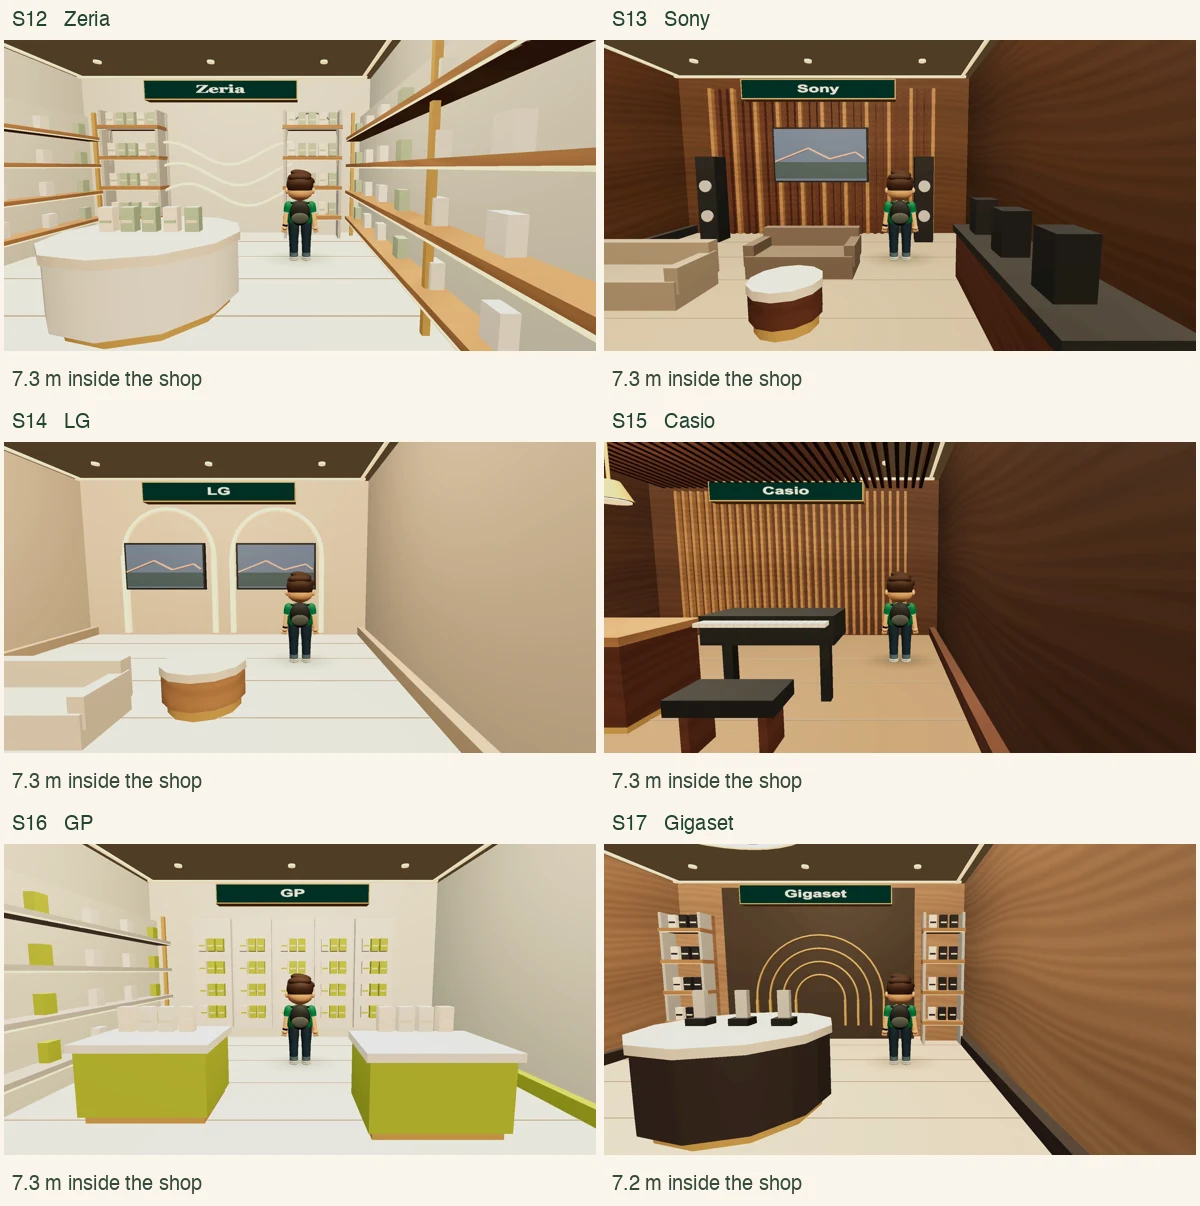 S12 Zeria
S13 Sony
Zeria
Sony
7.3 m inside the shop
7.3 m inside the shop
S14 LG
S15 Casio
LG
Casio
7.3 m inside the shop
7.3 m inside the shop
S16 GP
S17 Gigaset
GP
Gigaset
7.3 m inside the shop
7.2 m inside the shop